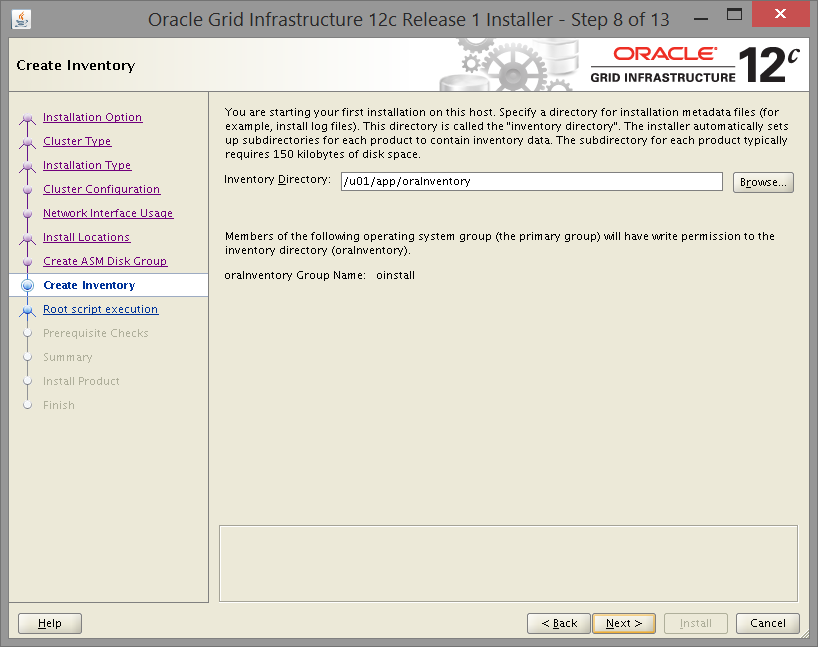 Oracle Grid Infrastructure 12c Release 1 Installer - Step 8 of 13
Create Inventory
ORACLE
GRID INFRASTRUCTURE
12c
Installation Option
Cluster Type
Installation Type
Cluster Configuration
Network Interface Usage
Install Locations
Create ASM Disk Group
Create Inventory
Root script execution
Prerequisite Checks
Summary
Install Product
Finish
You are starting your first installation on this host. Specify a directory for installation metadata files (for
example, install log files). This directory is called the "inventory directory". The installer automatically sets
up subdirectories for each product to contain inventory data. The subdirectory for each product typically
requires 150 kilobytes of disk space.
Inventory Directory: /u01/app/oraInventory Browse...
Members of the following operating system group (the primary group) will have write permission to the
inventory directory (oraInventory).
oraInventory Group Name: oinstall
Help < Back Next > Install Cancel